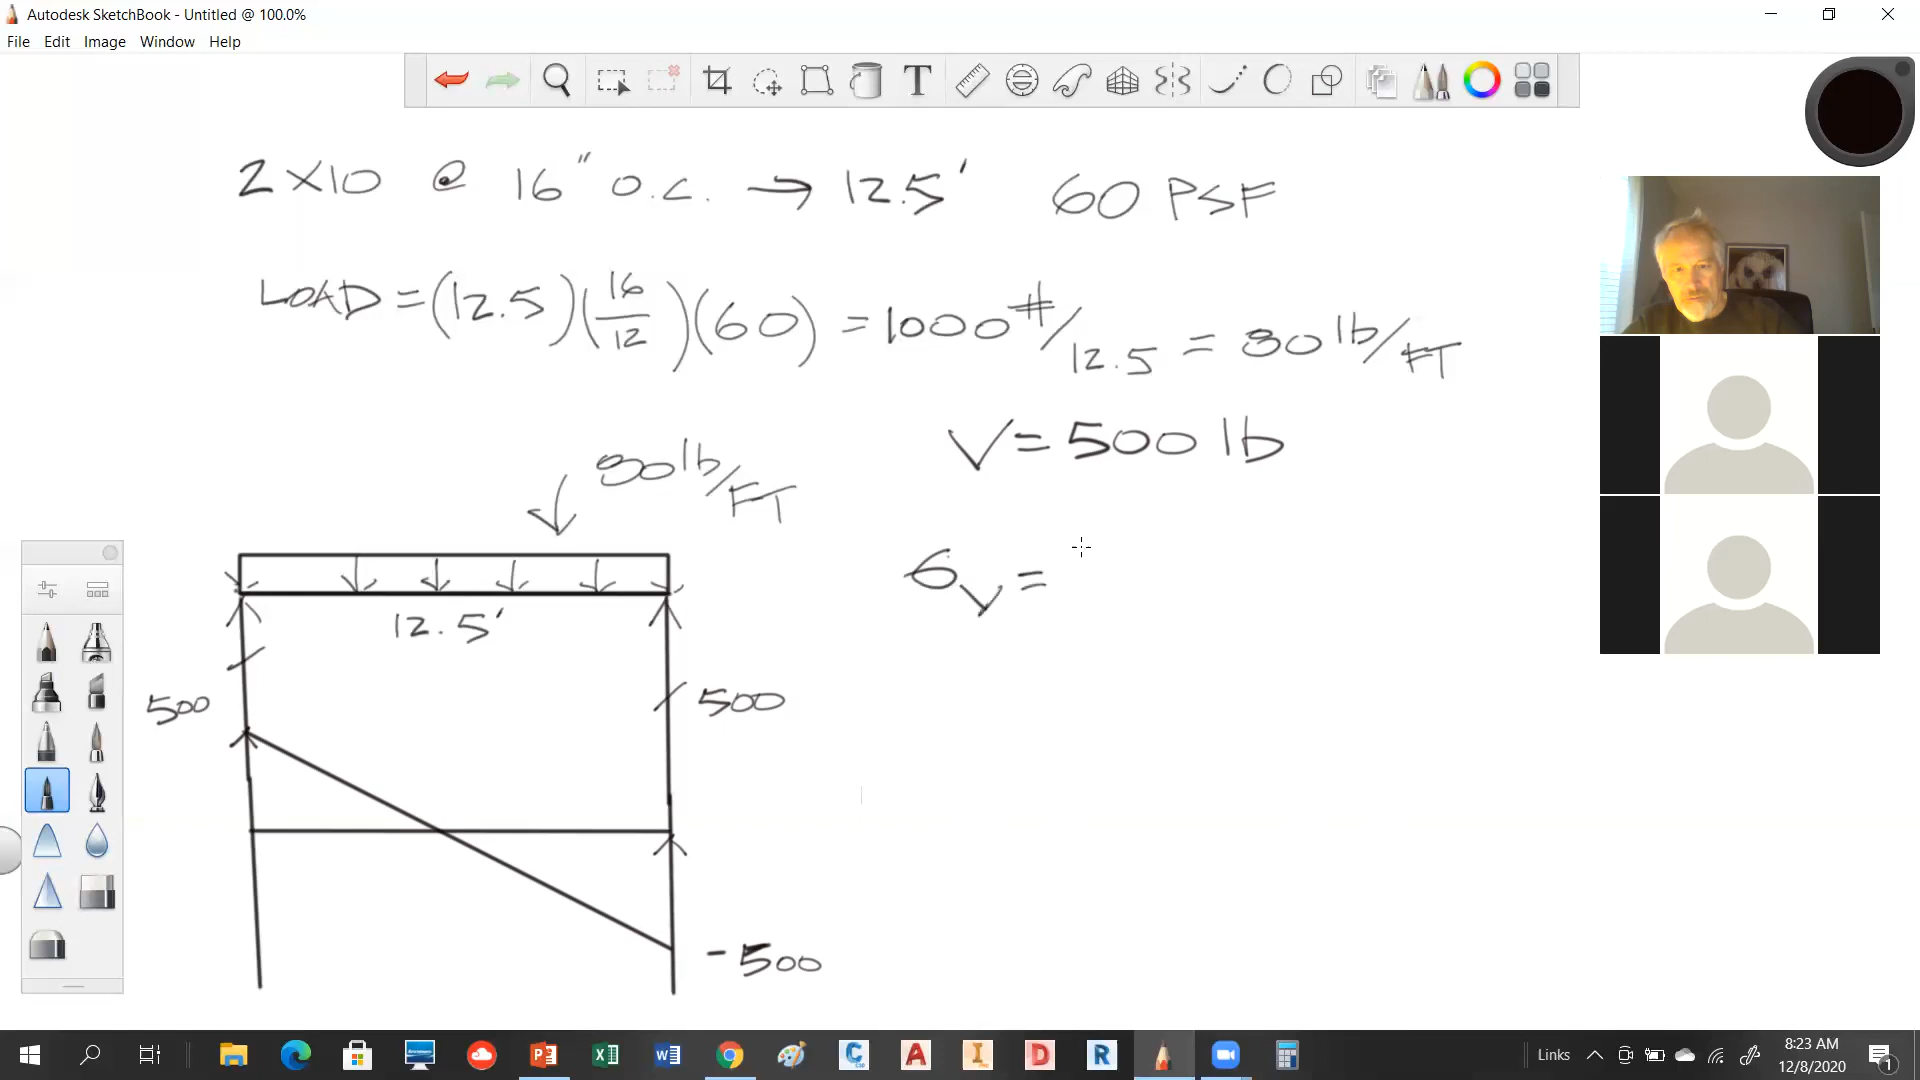 Autodesk SketchBook - Untitled @ 100.0%
File Edit Image Window Help
2 X 10 @ 16" O.C. → 12.5' 60 PSF
LOAD = (12.5)(16/12)(60) = 1000#/12.5 = 80 lb/FT
V = 500 lb
80 lb/FT
σv =
12.5'
500
500
-500
Links
8:23 AM
12/8/2020
1